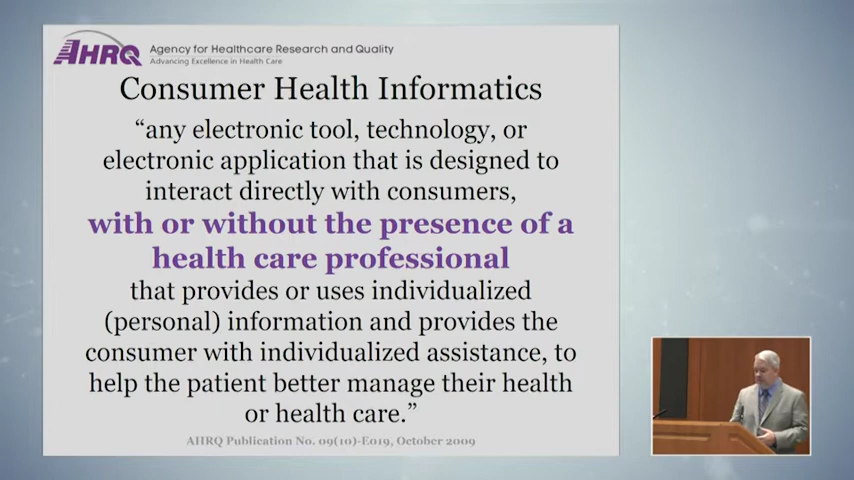 AHRQ
Agency for Healthcare Research and Quality
Advancing Excellence in Health Care
Consumer Health Informatics
“any electronic tool, technology, or
electronic application that is designed to
interact directly with consumers,
with or without the presence of a
health care professional
that provides or uses individualized
(personal) information and provides the
consumer with individualized assistance, to
help the patient better manage their health
or health care.”
AHRQ Publication No. 09(10)-E019, October 2009